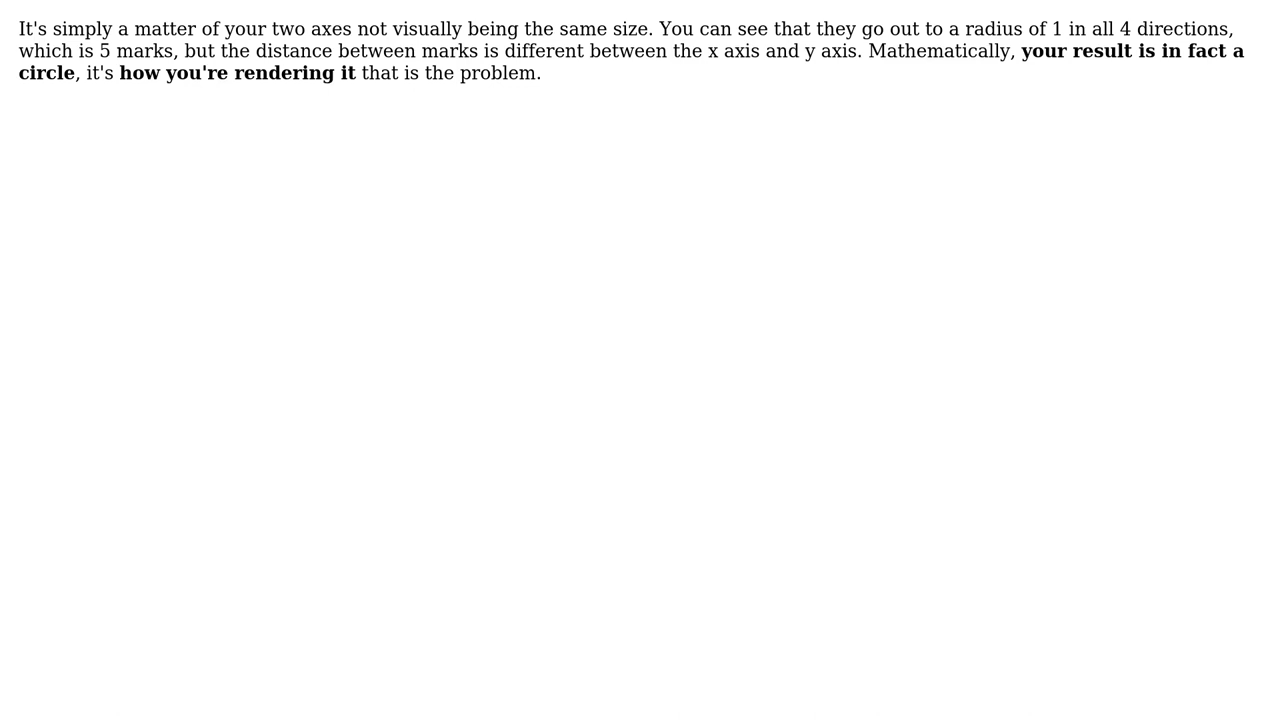 It's simply a matter of your two axes not visually being the same size. You can see that they go out to a radius of 1 in all 4 directions,
which is 5 marks, but the distance between marks is different between the x axis and y axis. Mathematically, your result is in fact a
circle, it's how you're rendering it that is the problem.